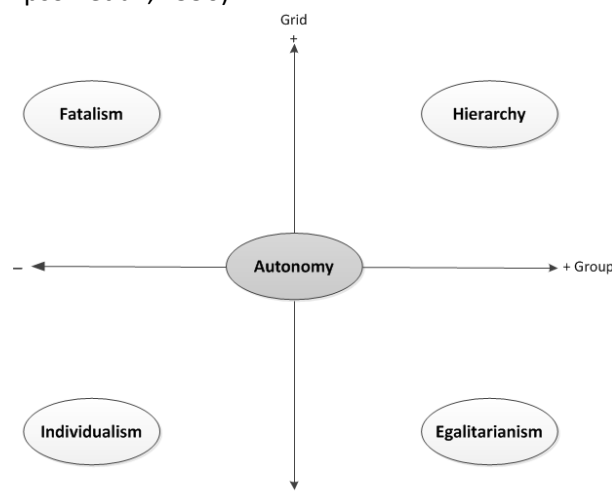 Grid
+
Fatalism
Hierarchy
Autonomy
–
+ Group
Individualism
Egalitarianism